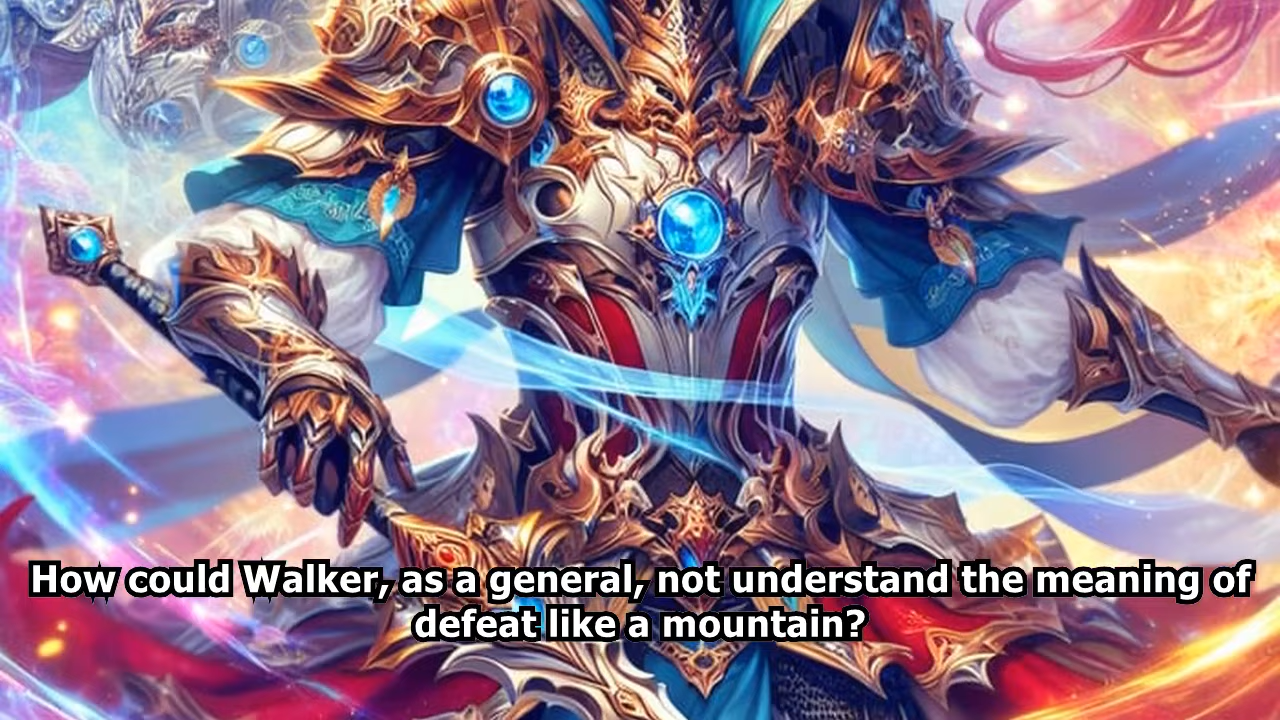 How could Walker, as a general, not understand the meaning of
defeat like a mountain?